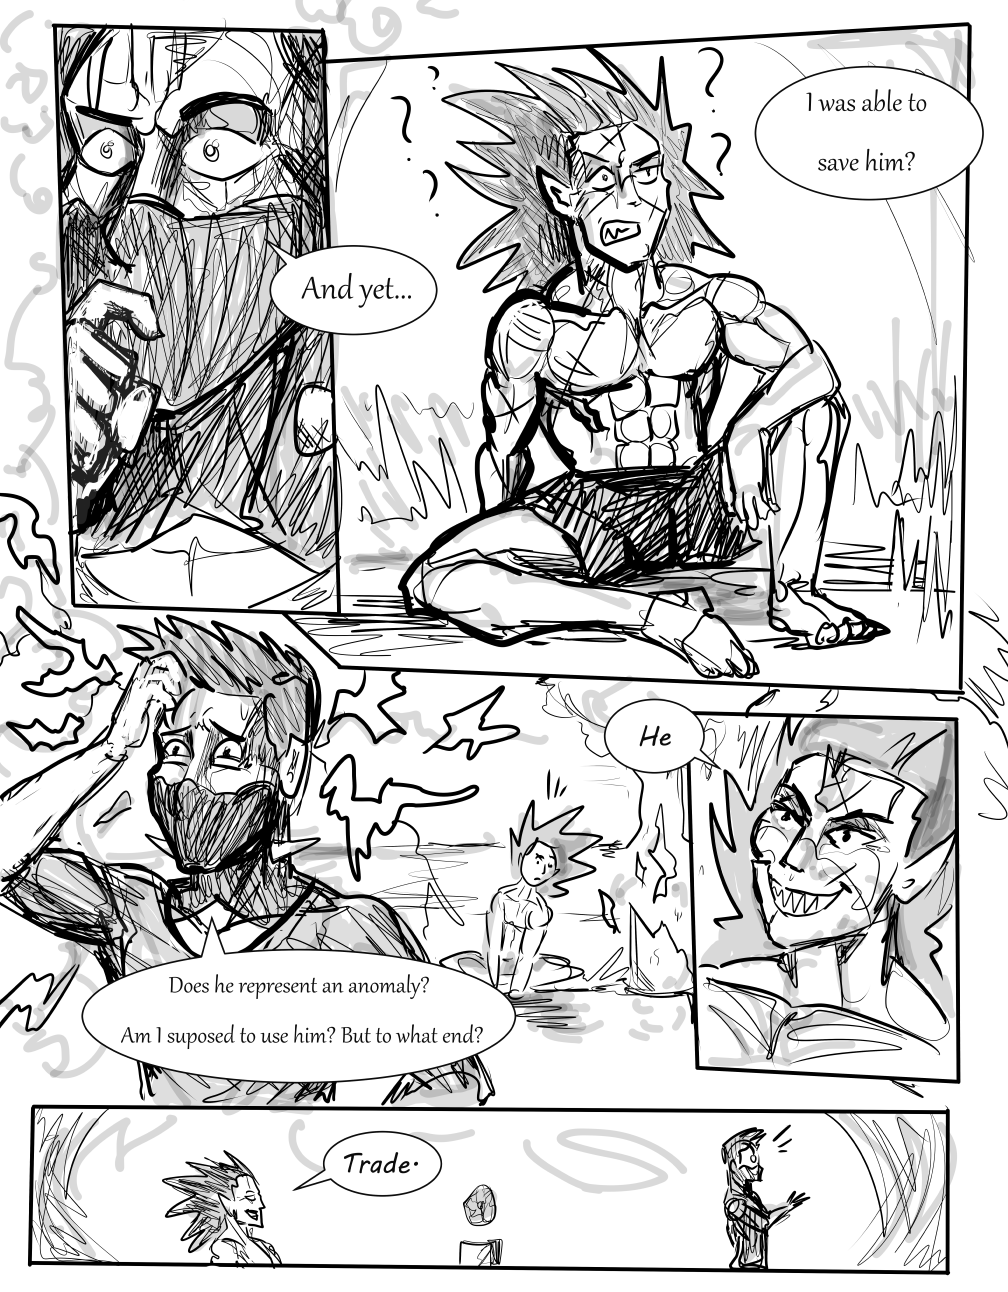 And yet...
I was able to
save him?
? ? ? ?
Does he represent an anomaly?
Am I suposed to use him? But to what end?
He
Trade.